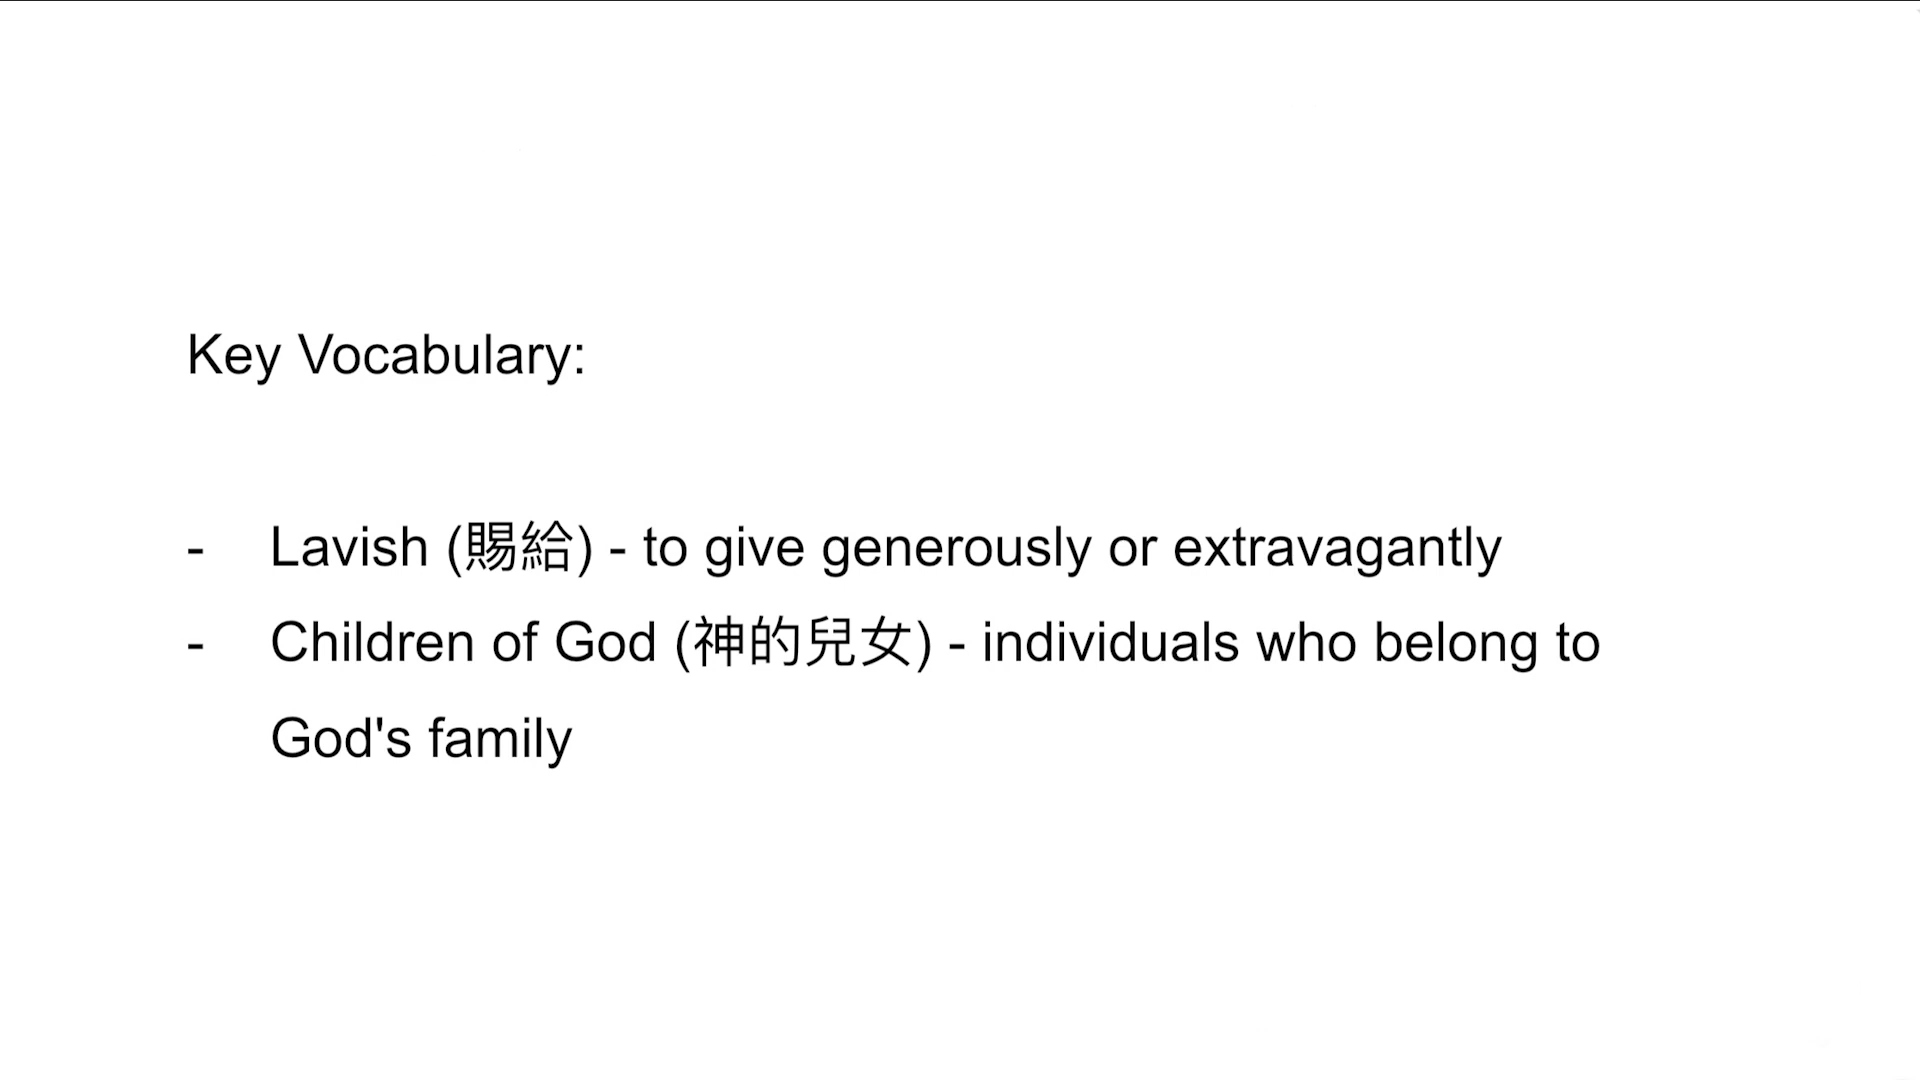 Key Vocabulary:
- Lavish (賜給) - to give generously or extravagantly
- Children of God (神的兒女) - individuals who belong to
God's family